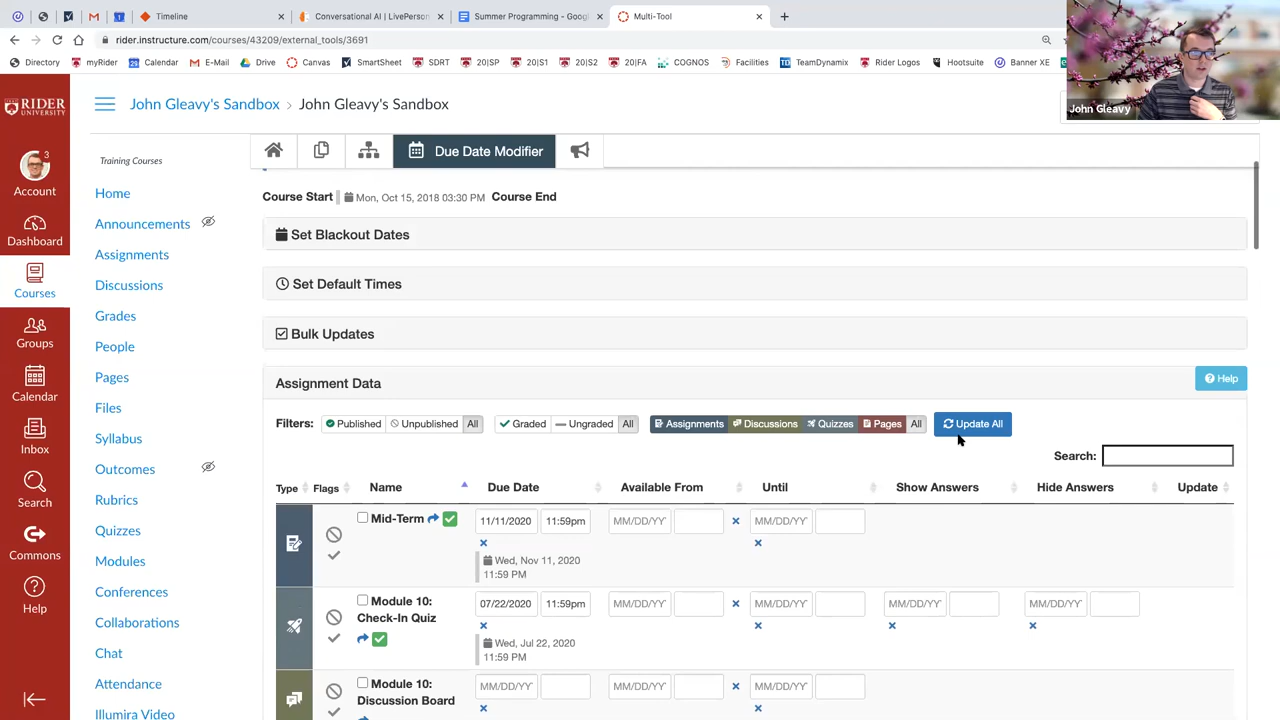 Timeline
Conversational AI | LivePerson
Summer Programming - Goog
Multi-Tool
rider.instructure.com/courses/43209/external_tools/3691
Directory myRider Calendar E-Mail Drive Canvas SmartSheet SDRT 20|SP 20|S1 20|S2 20|FA COGNOS Facilities TeamDynamix Rider Logos Hootsuite Banner XE
John Gleavy
RIDER
UNIVERSITY
3
Account
Dashboard
Courses
Groups
Calendar
Inbox
Search
Commons
Help
John Gleavy's Sandbox › John Gleavy's Sandbox
Training Courses
Home
Announcements
Assignments
Discussions
Grades
People
Pages
Files
Syllabus
Outcomes
Rubrics
Quizzes
Modules
Conferences
Collaborations
Chat
Attendance
Illumira Video
Due Date Modifier
Course Start Mon, Oct 15, 2018 03:30 PM Course End
Set Blackout Dates
Set Default Times
Bulk Updates
Assignment Data
Help
Filters: Published Unpublished All Graded Ungraded All Assignments Discussions Quizzes Pages All Update All
Search:
Type Flags Name Due Date Available From Until Show Answers Hide Answers Update
Mid-Term 11/11/2020 11:59pm MM/DD/YY MM/DD/YY
Wed, Nov 11, 2020
11:59 PM
Module 10:
Check-In Quiz
07/22/2020 11:59pm MM/DD/YY MM/DD/YY MM/DD/YY MM/DD/YY
Wed, Jul 22, 2020
11:59 PM
Module 10:
Discussion Board
MM/DD/YY MM/DD/YY MM/DD/YY